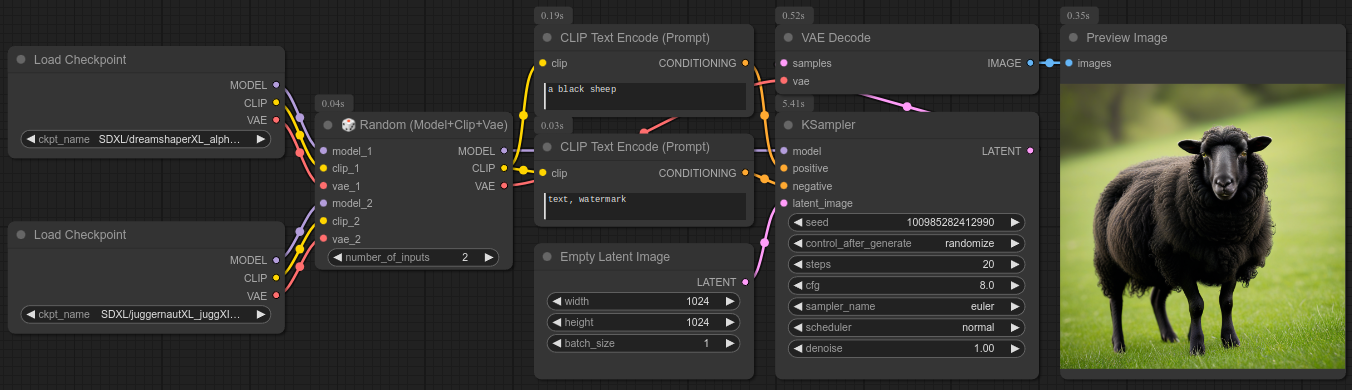 Load Checkpoint
MODEL
CLIP
VAE
ckpt_name SDXL/dreamshaperXL_alph...
Load Checkpoint
MODEL
CLIP
VAE
ckpt_name SDXL/juggernautXL_juggXI...
0.04s
🎲 Random (Model+Clip+Vae)
model_1 MODEL
clip_1 CLIP
vae_1 VAE
model_2
clip_2
vae_2
number_of_inputs 2
0.19s
CLIP Text Encode (Prompt)
clip CONDITIONING
a black sheep
0.03s
CLIP Text Encode (Prompt)
clip CONDITIONING
text, watermark
Empty Latent Image
LATENT
width 1024
height 1024
batch_size 1
0.52s
VAE Decode
samples IMAGE
vae
5.41s
KSampler
model LATENT
positive
negative
latent_image
seed 100985282412990
control_after_generate randomize
steps 20
cfg 8.0
sampler_name euler
scheduler normal
denoise 1.00
0.35s
Preview Image
images